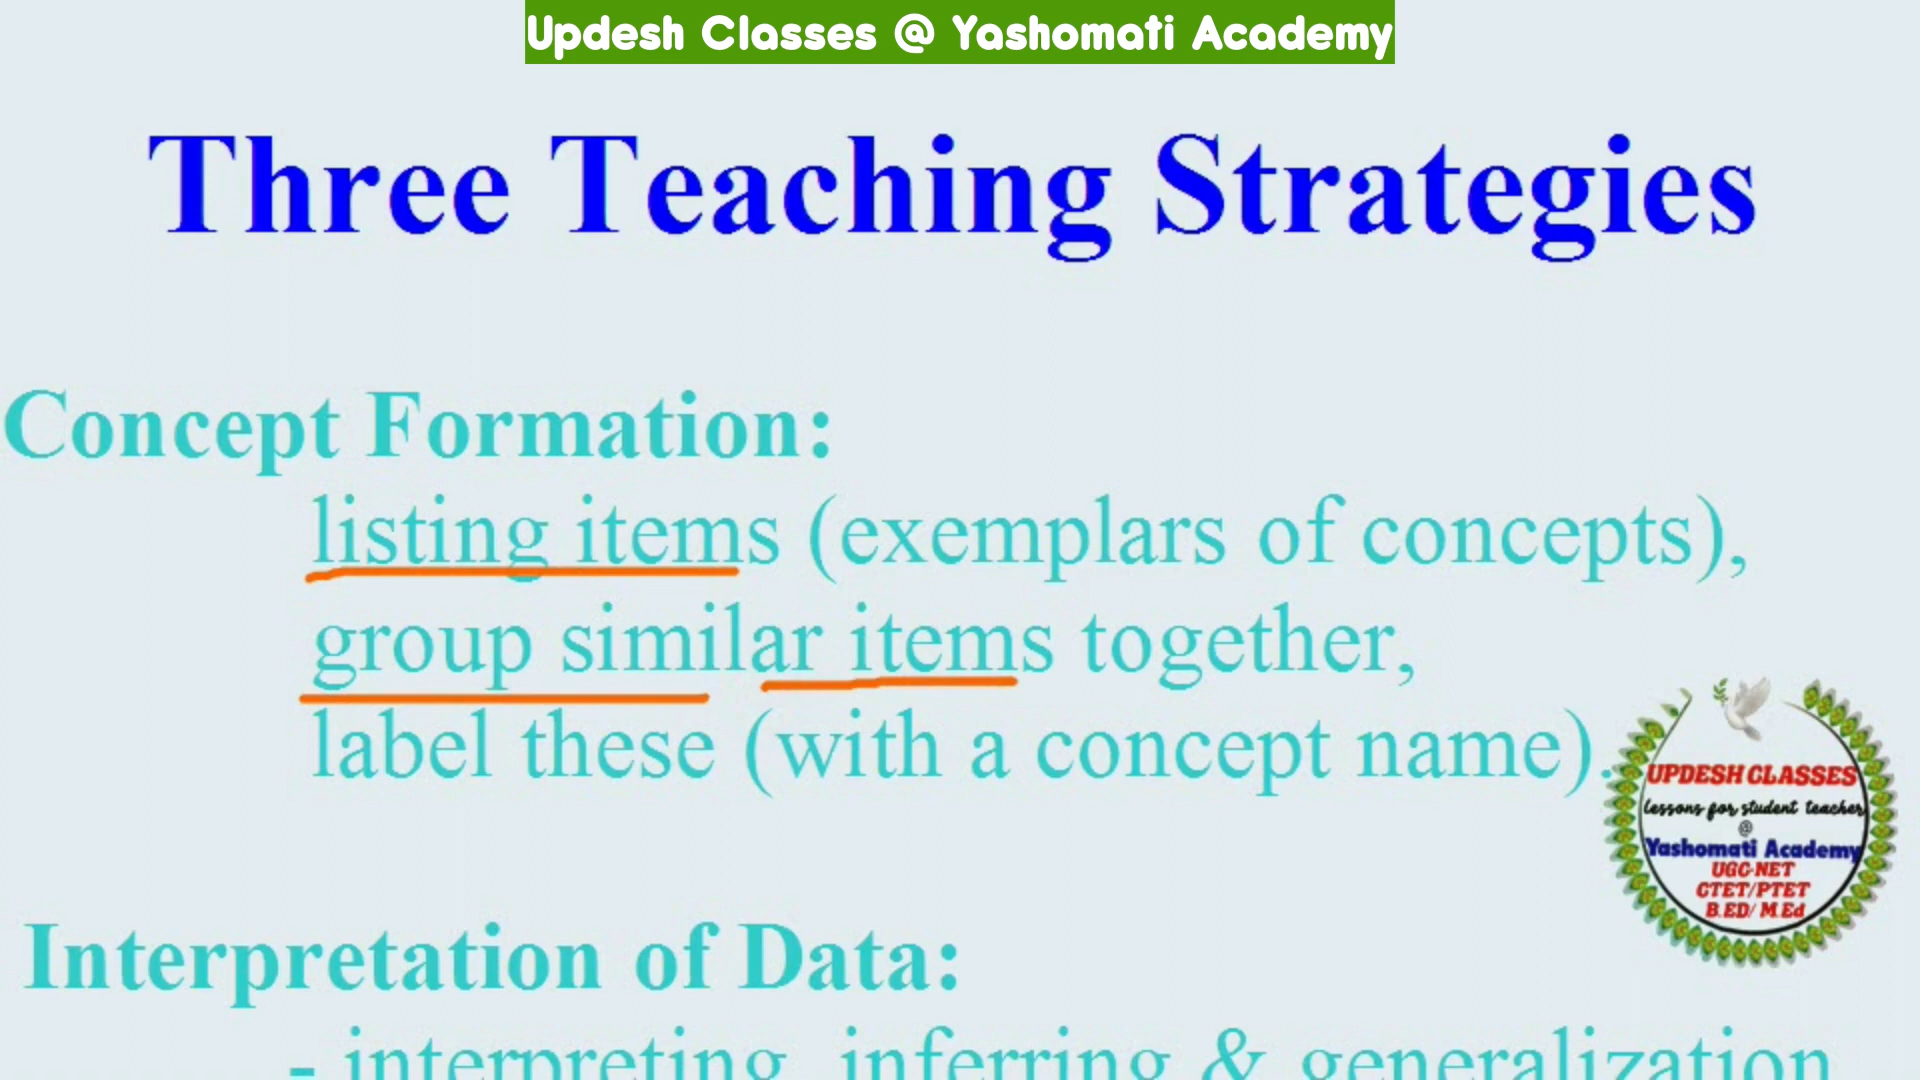 Updesh Classes @ Yashomati Academy
Three Teaching Strategies
Concept Formation:
listing items (exemplars of concepts),
group similar items together,
label these (with a concept name).
UPDESH CLASSES
Lessons for student teacher
@
Yashomati Academy
UGC-NET
CTET/PTET
B.ED/ M.Ed
Interpretation of Data:
- interpreting, inferring & generalization